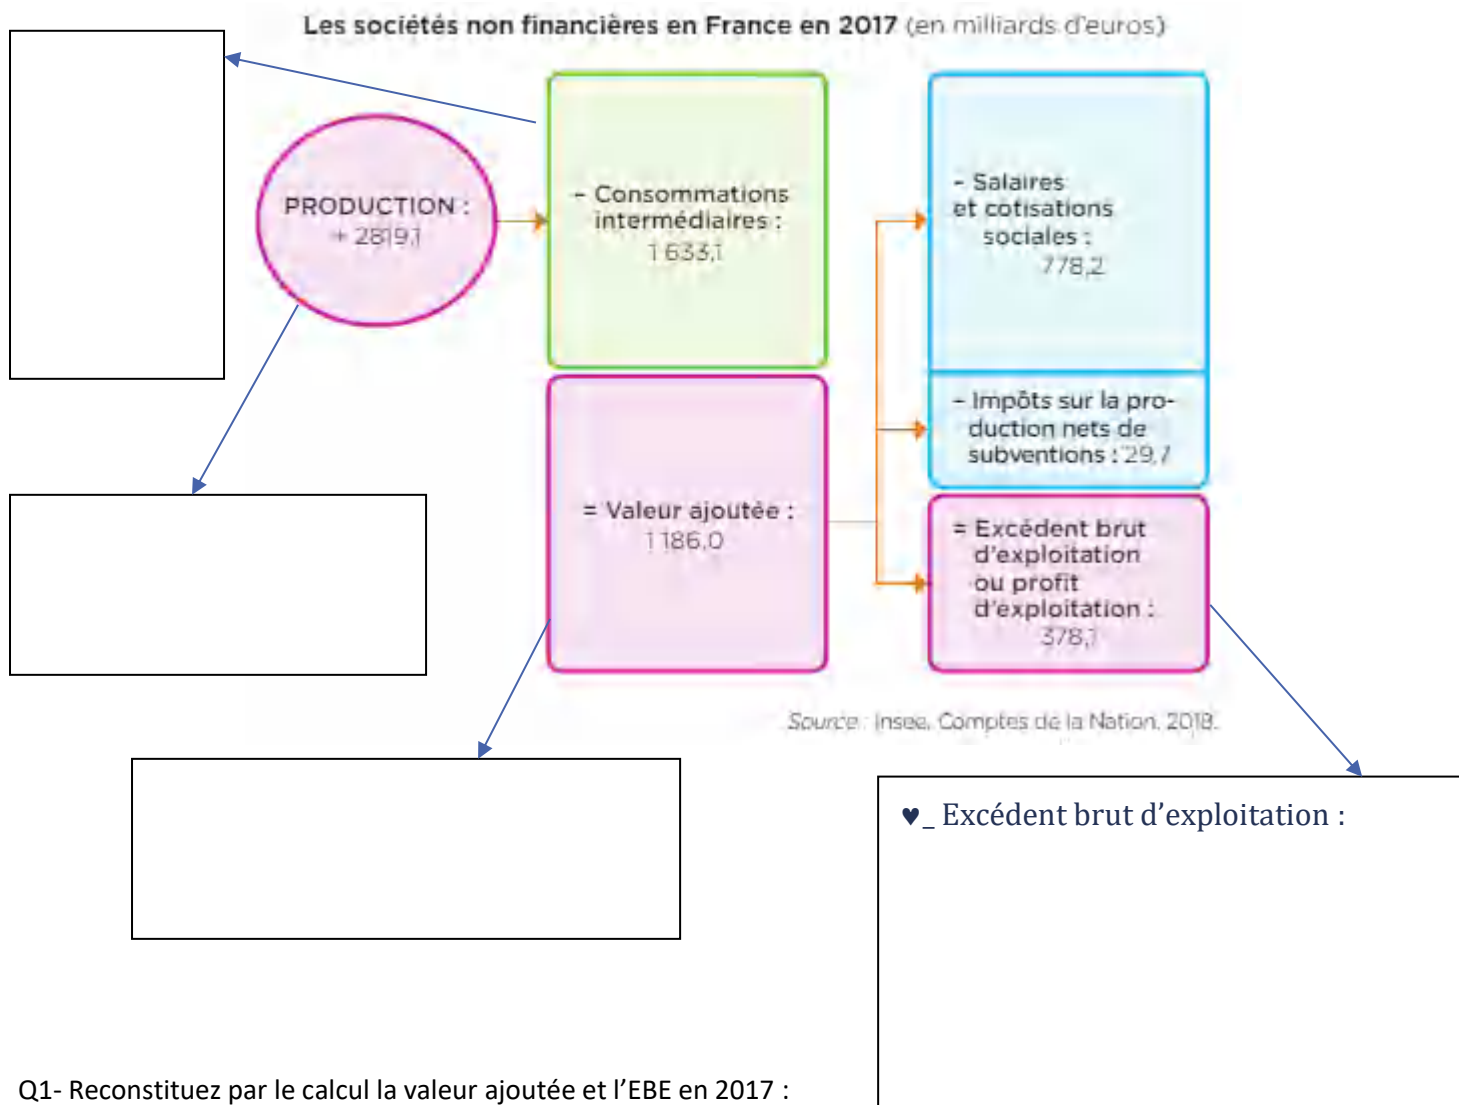 Les sociétés non financières en France en 2017 (en milliards d'euros)
PRODUCTION :
+ 2819,1
- Consommations
intermédiaires :
1 633,1
- Salaires
et cotisations
sociales :
778,2
- Impôts sur la pro-
duction nets de
subventions : 29,7
= Valeur ajoutée :
1 186,0
= Excédent brut
d'exploitation
ou profit
d'exploitation :
378,1
Source : Insee, Comptes de la Nation, 2018.
♥_ Excédent brut d’exploitation :
Q1- Reconstituez par le calcul la valeur ajoutée et l’EBE en 2017 :